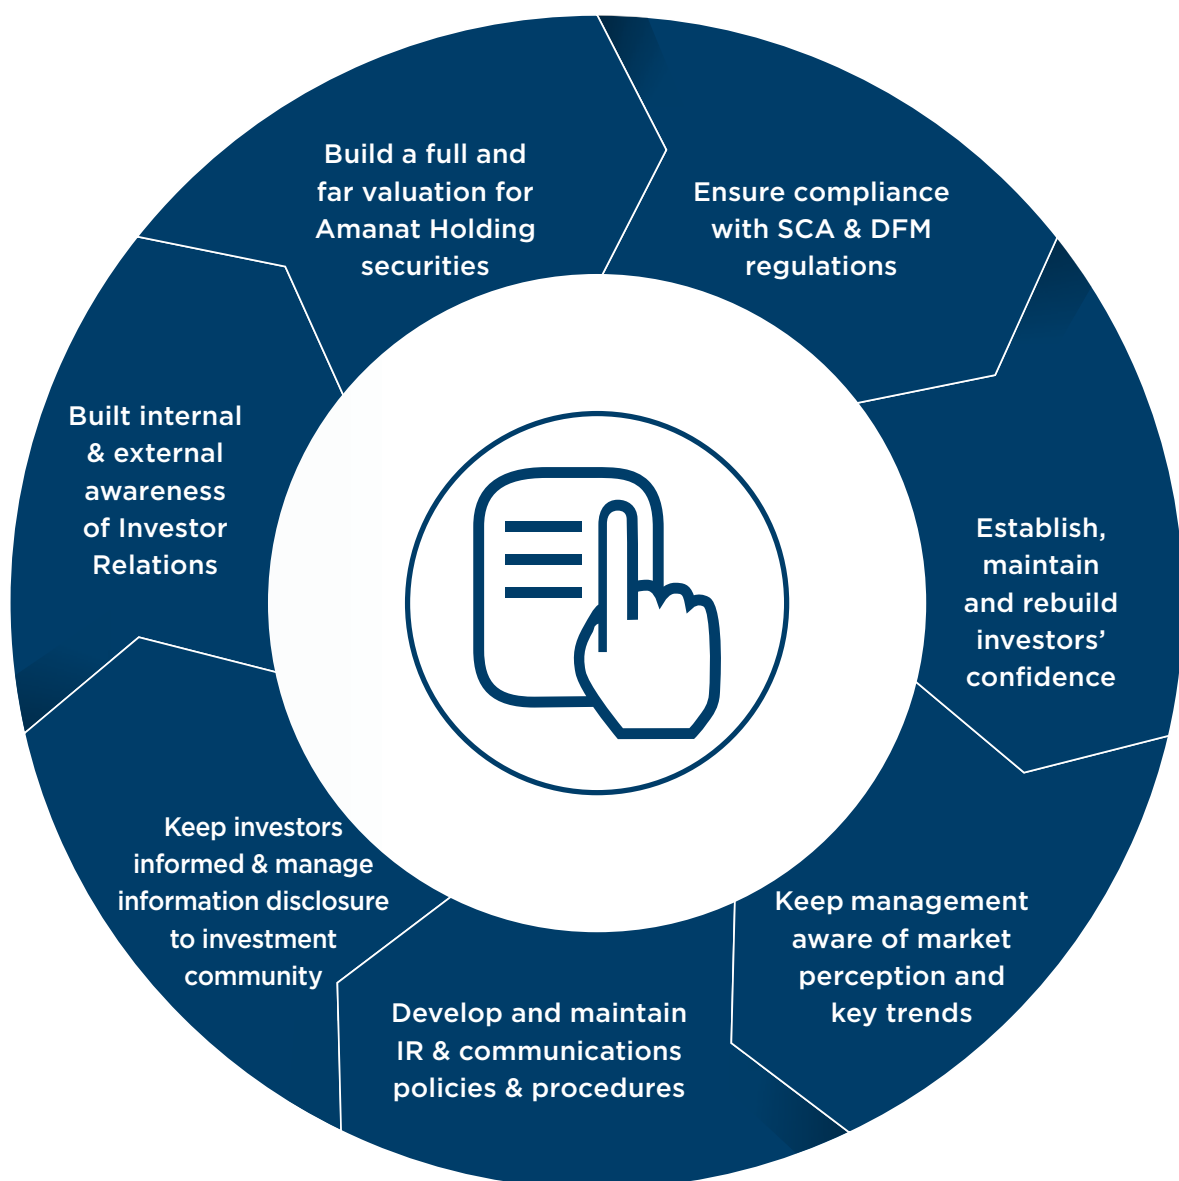 Build a full and
far valuation for
Amanat Holding
securities
Ensure compliance
with SCA & DFM
regulations
Establish,
maintain
and rebuild
investors’
confidence
Keep management
aware of market
perception and
key trends
Develop and maintain
IR & communications
policies & procedures
Keep investors
informed & manage
information disclosure
to investment
community
Built internal
& external
awareness
of Investor
Relations